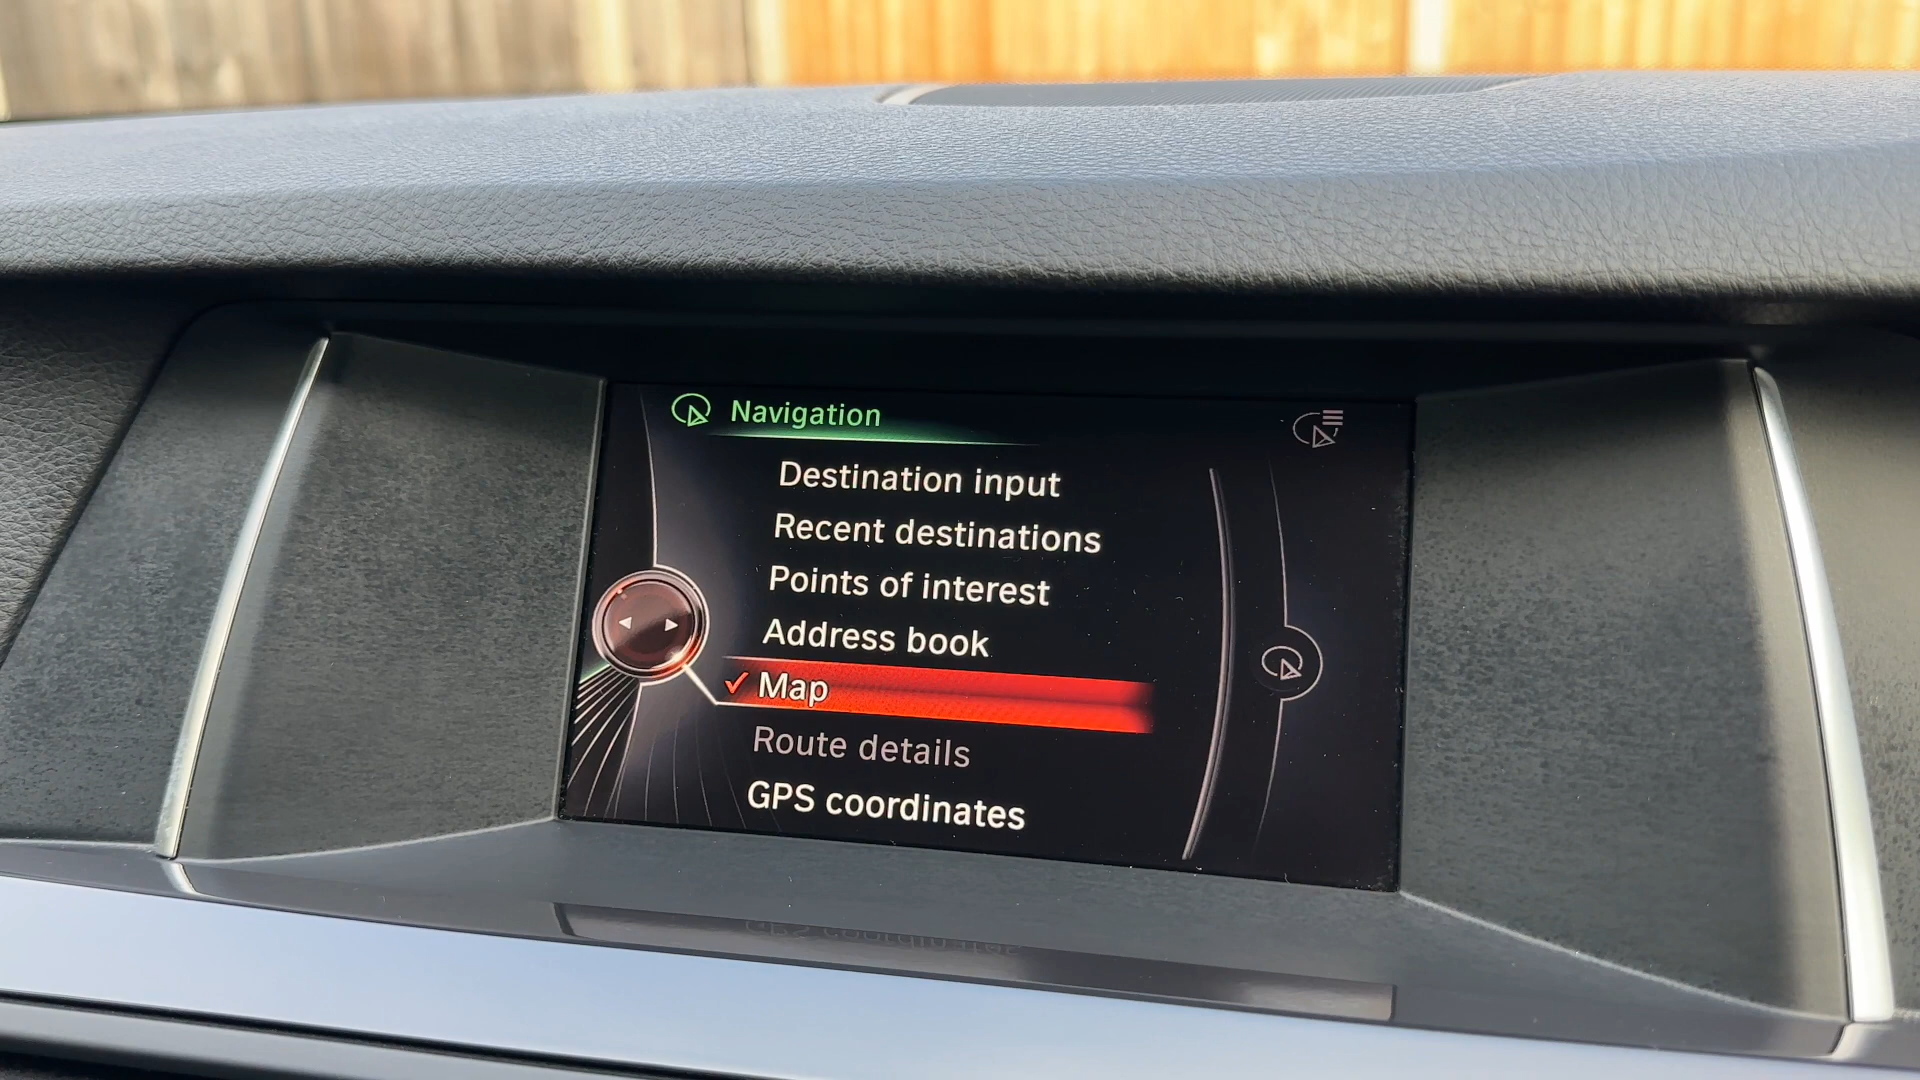 Navigation
Destination input
Recent destinations
Points of interest
Address book
✓ Map
Route details
GPS coordinates